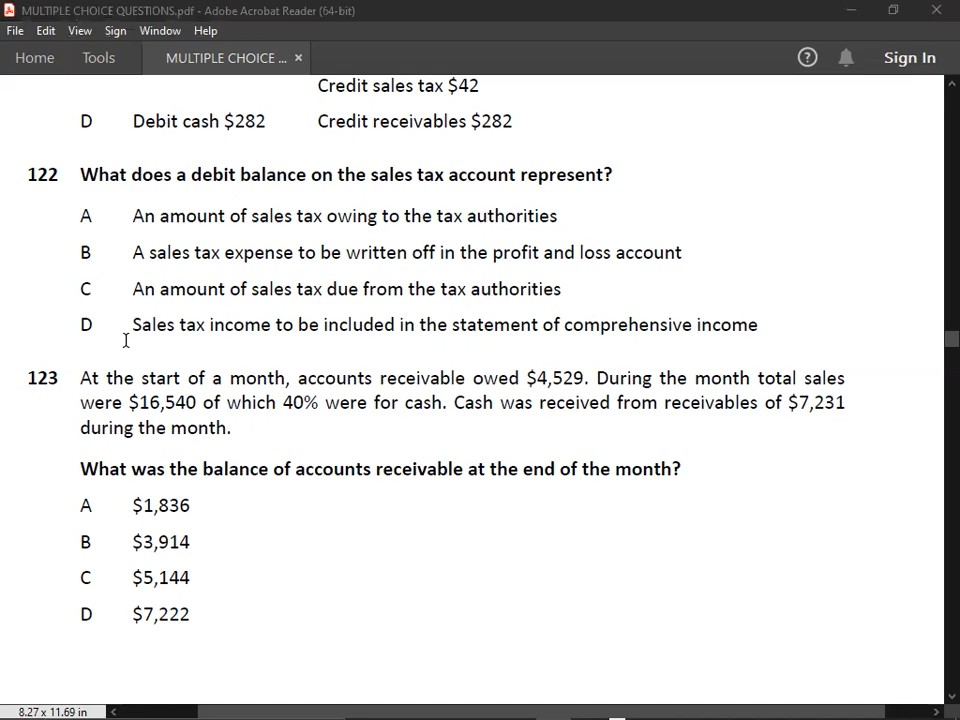 MULTIPLE CHOICE QUESTIONS.pdf - Adobe Acrobat Reader (64-bit)
File Edit View Sign Window Help
Home Tools MULTIPLE CHOICE ... × ? Sign In
Credit sales tax $42
D Debit cash $282 Credit receivables $282
122 What does a debit balance on the sales tax account represent?
A An amount of sales tax owing to the tax authorities
B A sales tax expense to be written off in the profit and loss account
C An amount of sales tax due from the tax authorities
D Sales tax income to be included in the statement of comprehensive income
123 At the start of a month, accounts receivable owed $4,529. During the month total sales
were $16,540 of which 40% were for cash. Cash was received from receivables of $7,231
during the month.
What was the balance of accounts receivable at the end of the month?
A $1,836
B $3,914
C $5,144
D $7,222
8.27 x 11.69 in